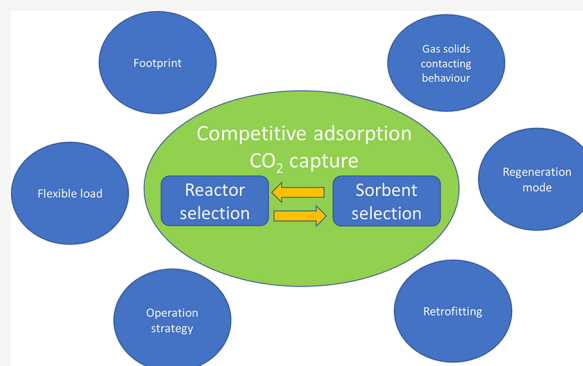 Footprint
Gas solids
contacting
behaviour
Competitive adsorption
CO₂ capture
Flexible load
Reactor
selection
Sorbent
selection
Regeneration
mode
Operation
strategy
Retrofitting